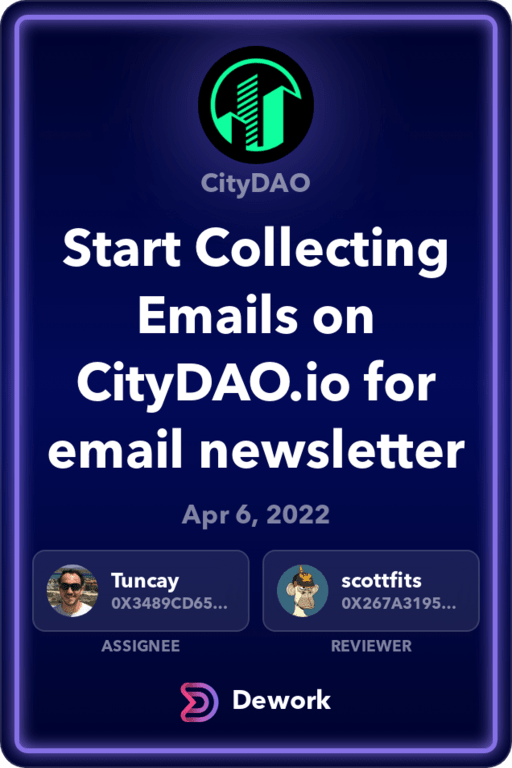 CityDAO
Start Collecting
Emails on
CityDAO.io for
email newsletter
Apr 6, 2022
Tuncay
0X3489CD65...
ASSIGNEE
scottfits
0X267A3195...
REVIEWER
Dework